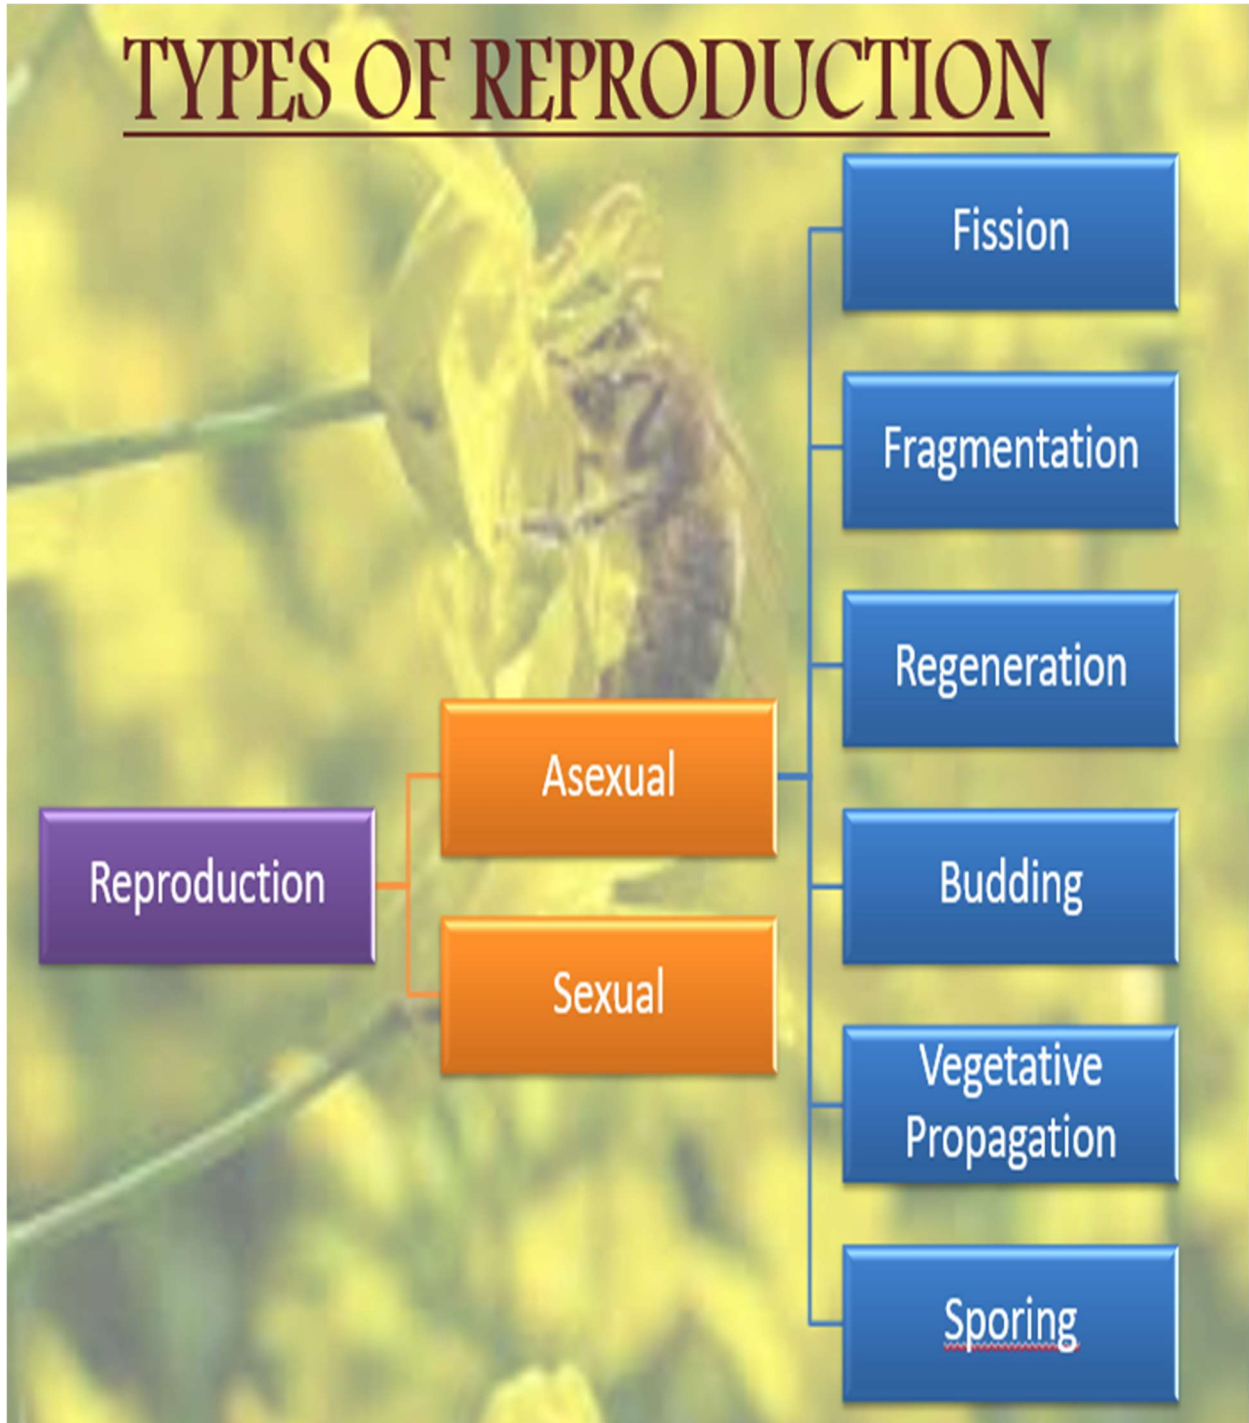 TYPES OF REPRODUCTION
Fission
Fragmentation
Regeneration
Asexual
Reproduction
Budding
Sexual
Vegetative
Propagation
Sporing